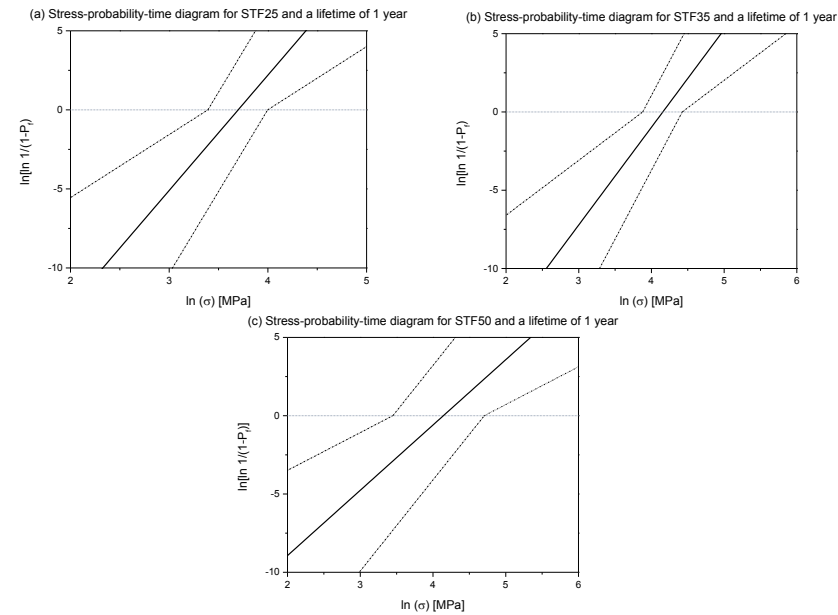 (a) Stress-probability-time diagram for STF25 and a lifetime of 1 year
5
0
-5
-10
ln[ln 1/(1-Pf)
2
3
4
5
ln (σ) [MPa]
(b) Stress-probability-time diagram for STF35 and a lifetime of 1 year
5
0
-5
-10
ln[ln 1/(1-Pf)
2
3
4
5
6
ln (σ) [MPa]
(c) Stress-probability-time diagram for STF50 and a lifetime of 1 year
5
0
-5
-10
ln[ln 1/(1-Pf)]
2
3
4
5
6
ln (σ) [MPa]